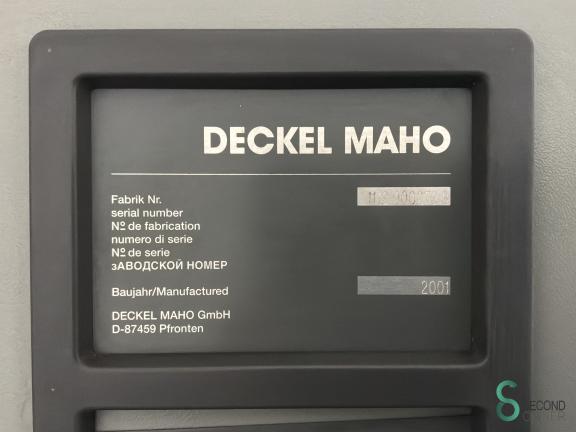 DECKEL MAHO
Fabrik Nr.
serial number
Nº de fabrication
numero di serie
Nº de serie
зАВОДСКОЙ НОМЕР
Baujahr/Manufactured
2001
DECKEL MAHO GmbH
D-87459 Pfronten
SECOND